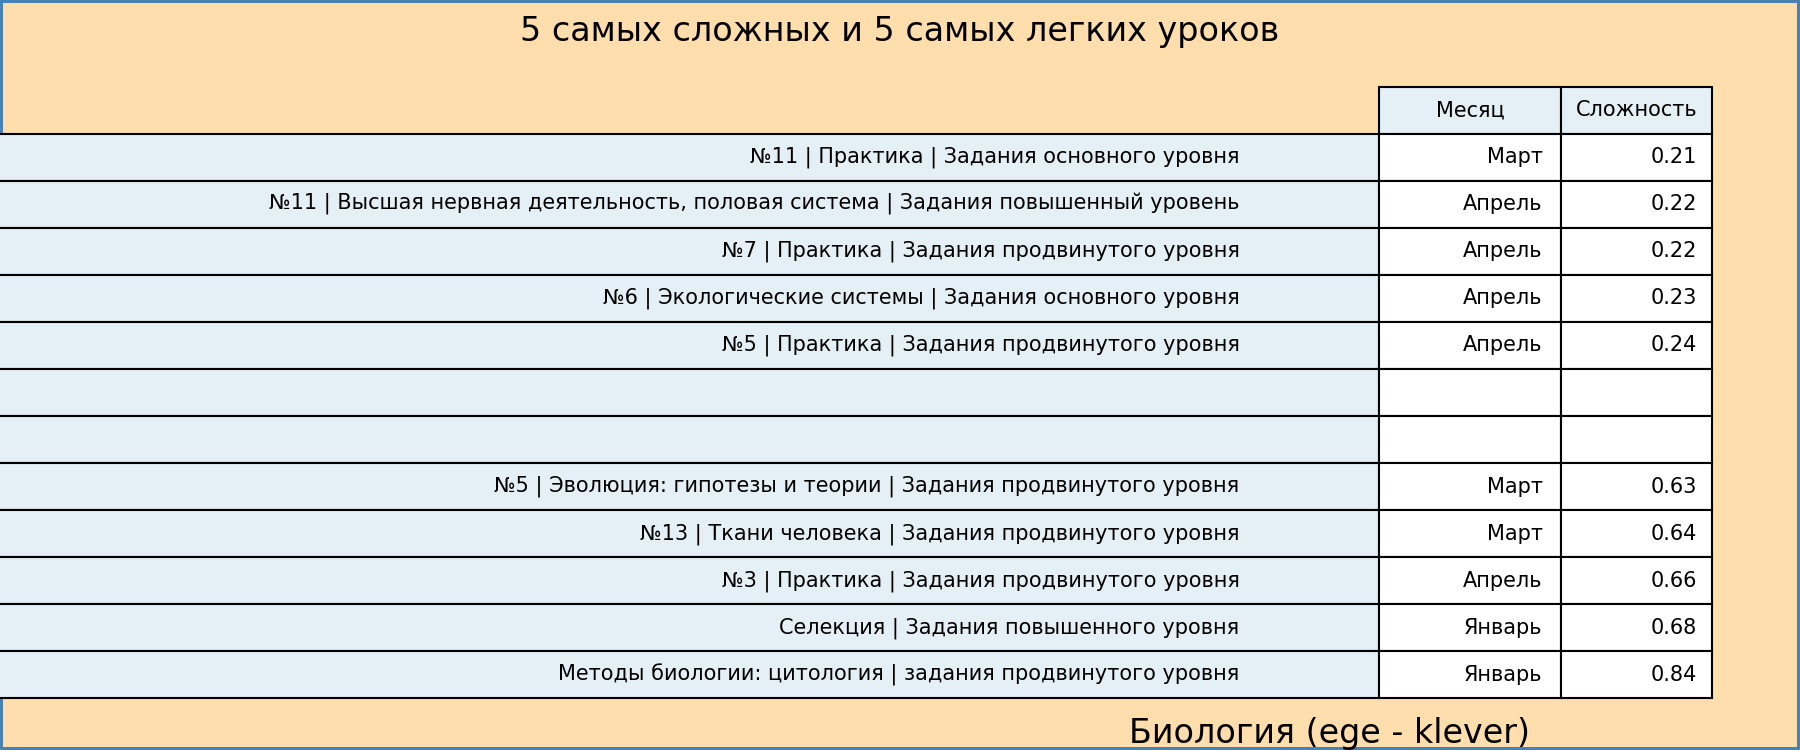 5 самых сложных и 5 самых легких уроков
Месяц Сложность
№11 | Практика | Задания основного уровня Март 0.21
№11 | Высшая нервная деятельность, половая система | Задания повышенный уровень Апрель 0.22
№7 | Практика | Задания продвинутого уровня Апрель 0.22
№6 | Экологические системы | Задания основного уровня Апрель 0.23
№5 | Практика | Задания продвинутого уровня Апрель 0.24
№5 | Эволюция: гипотезы и теории | Задания продвинутого уровня Март 0.63
№13 | Ткани человека | Задания продвинутого уровня Март 0.64
№3 | Практика | Задания продвинутого уровня Апрель 0.66
Селекция | Задания повышенного уровня Январь 0.68
Методы биологии: цитология | задания продвинутого уровня Январь 0.84
Биология (ege - klever)